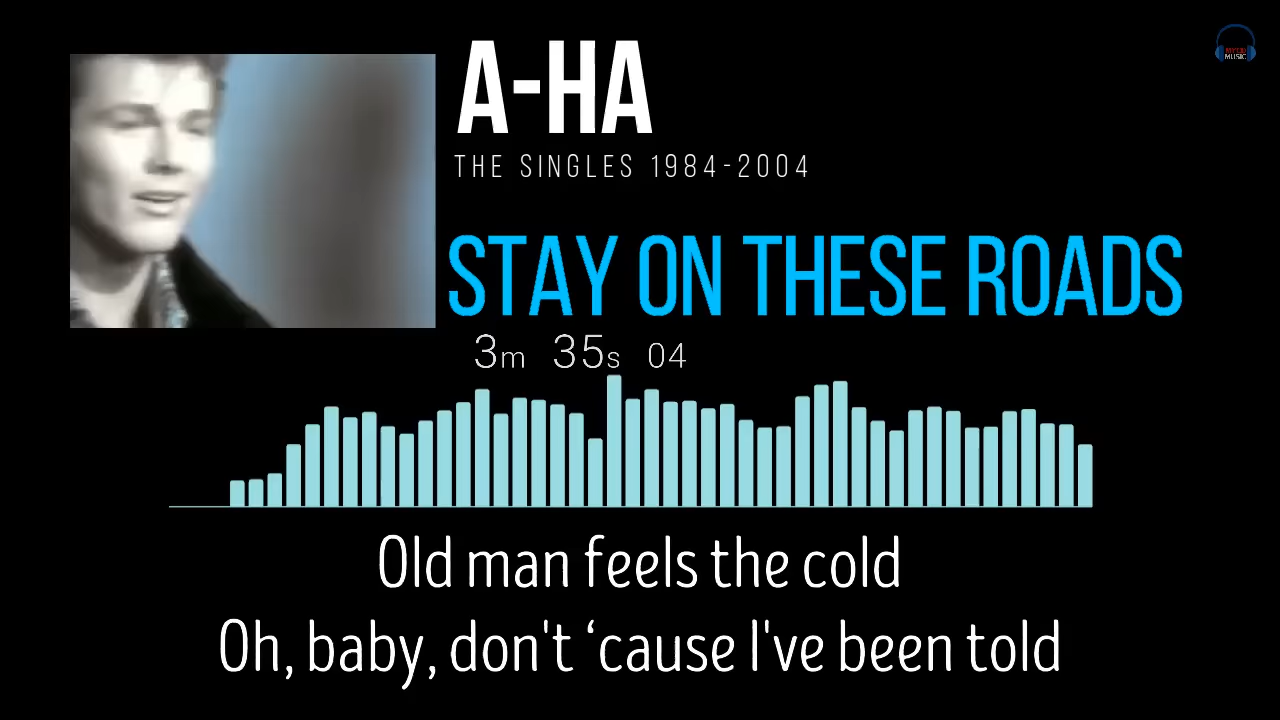 A-HA
THE SINGLES 1984-2004
STAY ON THESE ROADS
3m 35s 04
Old man feels the cold
Oh, baby, don't ‘cause I've been told
MUSIC